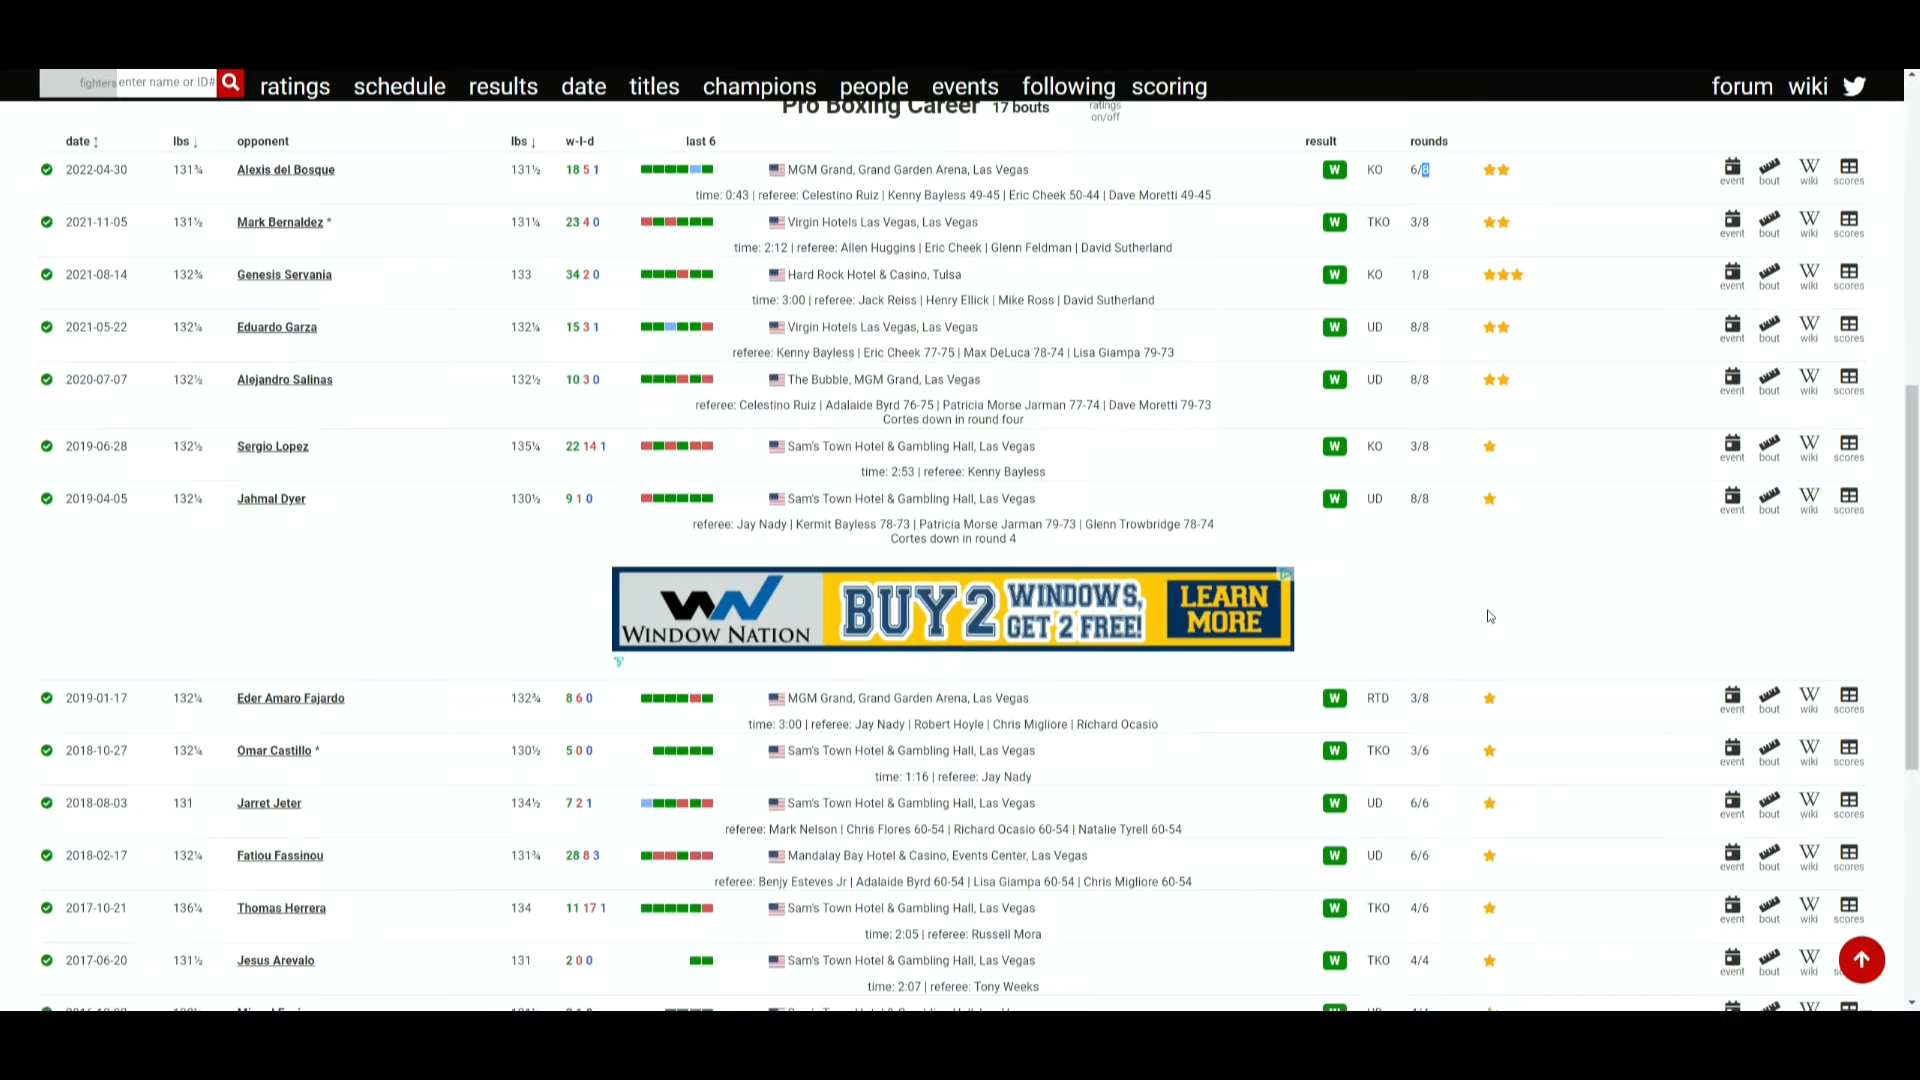 fighters enter name or ID# ratings schedule results date titles champions people events following scoring forum wiki
Pro Boxing Career 17 bouts ratings on/off
date lbs opponent lbs w-l-d last 6 result rounds
2022-04-30 131¾ Alexis del Bosque 131½ 18 5 1 MGM Grand, Grand Garden Arena, Las Vegas W KO 6/8 event bout wiki scores
time: 0:43 | referee: Celestino Ruiz | Kenny Bayless 49-45 | Eric Cheek 50-44 | Dave Moretti 49-45
2021-11-05 131½ Mark Bernaldez * 131¼ 23 4 0 Virgin Hotels Las Vegas, Las Vegas W TKO 3/8 event bout wiki scores
time: 2:12 | referee: Allen Huggins | Eric Cheek | Glenn Feldman | David Sutherland
2021-08-14 132¾ Genesis Servania 133 34 2 0 Hard Rock Hotel & Casino, Tulsa W KO 1/8 event bout wiki scores
time: 3:00 | referee: Jack Reiss | Henry Ellick | Mike Ross | David Sutherland
2021-05-22 132¼ Eduardo Garza 132¼ 15 3 1 Virgin Hotels Las Vegas, Las Vegas W UD 8/8 event bout wiki scores
referee: Kenny Bayless | Eric Cheek 77-75 | Max DeLuca 78-74 | Lisa Giampa 79-73
2020-07-07 132½ Alejandro Salinas 132½ 10 3 0 The Bubble, MGM Grand, Las Vegas W UD 8/8 event bout wiki scores
referee: Celestino Ruiz | Adalaide Byrd 76-75 | Patricia Morse Jarman 77-74 | Dave Moretti 79-73
Cortes down in round four
2019-06-28 132½ Sergio Lopez 135¼ 22 14 1 Sam's Town Hotel & Gambling Hall, Las Vegas W KO 3/8 event bout wiki scores
time: 2:53 | referee: Kenny Bayless
2019-04-05 132¼ Jahmal Dyer 130½ 9 1 0 Sam's Town Hotel & Gambling Hall, Las Vegas W UD 8/8 event bout wiki scores
referee: Jay Nady | Kermit Bayless 78-73 | Patricia Morse Jarman 79-73 | Glenn Trowbridge 78-74
Cortes down in round 4
WINDOW NATION BUY 2 WINDOWS, GET 2 FREE! LEARN MORE
2019-01-17 132¼ Eder Amaro Fajardo 132¾ 8 6 0 MGM Grand, Grand Garden Arena, Las Vegas W RTD 3/8 event bout wiki scores
time: 3:00 | referee: Jay Nady | Robert Hoyle | Chris Migliore | Richard Ocasio
2018-10-27 132¼ Omar Castillo * 130½ 5 0 0 Sam's Town Hotel & Gambling Hall, Las Vegas W TKO 3/6 event bout wiki scores
time: 1:16 | referee: Jay Nady
2018-08-03 131 Jarret Jeter 134½ 7 2 1 Sam's Town Hotel & Gambling Hall, Las Vegas W UD 6/6 event bout wiki scores
referee: Mark Nelson | Chris Flores 60-54 | Richard Ocasio 60-54 | Natalie Tyrell 60-54
2018-02-17 132¼ Fatiou Fassinou 131¾ 28 8 3 Mandalay Bay Hotel & Casino, Events Center, Las Vegas W UD 6/6 event bout wiki scores
referee: Benjy Esteves Jr | Adalaide Byrd 60-54 | Lisa Giampa 60-54 | Chris Migliore 60-54
2017-10-21 136¼ Thomas Herrera 134 11 17 1 Sam's Town Hotel & Gambling Hall, Las Vegas W TKO 4/6 event bout wiki scores
time: 2:05 | referee: Russell Mora
2017-06-20 131½ Jesus Arevalo 131 2 0 0 Sam's Town Hotel & Gambling Hall, Las Vegas W TKO 4/4 event bout wiki
time: 2:07 | referee: Tony Weeks